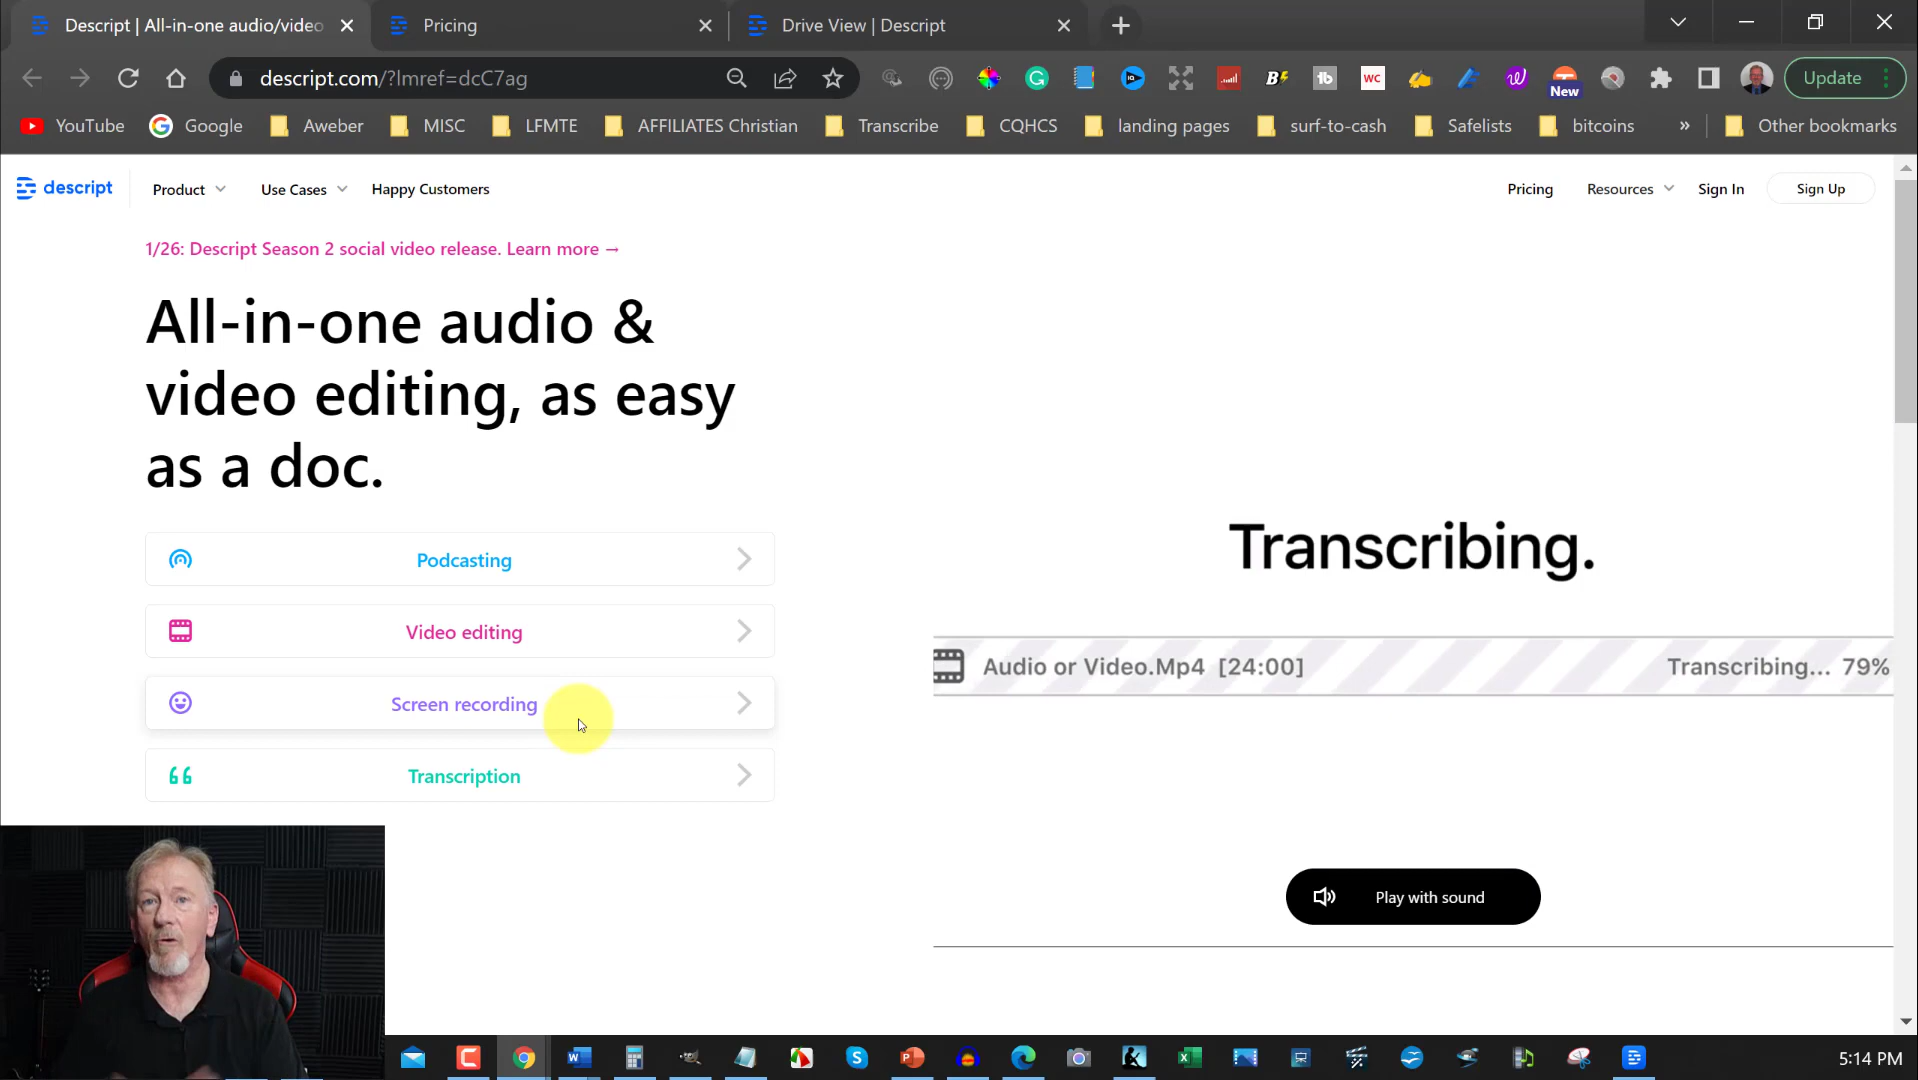 Descript | All-in-one audio/video
Pricing
Drive View | Descript
descript.com/?lmref=dcC7ag
G
iQ
B
tb
WC
New
Update
YouTube
Google
Aweber
MISC
LFMTE
AFFILIATES Christian
Transcribe
CQHCS
landing pages
surf-to-cash
Safelists
bitcoins
»
Other bookmarks
descript
Product
Use Cases
Happy Customers
Pricing
Resources
Sign In
Sign Up
1/26: Descript Season 2 social video release. Learn more →
All-in-one audio &
video editing, as easy
as a doc.
Podcasting
Video editing
Screen recording
Transcription
Transcribing.
Audio or Video.Mp4 [24:00]
Transcribing... 79%
Play with sound
5:14 PM